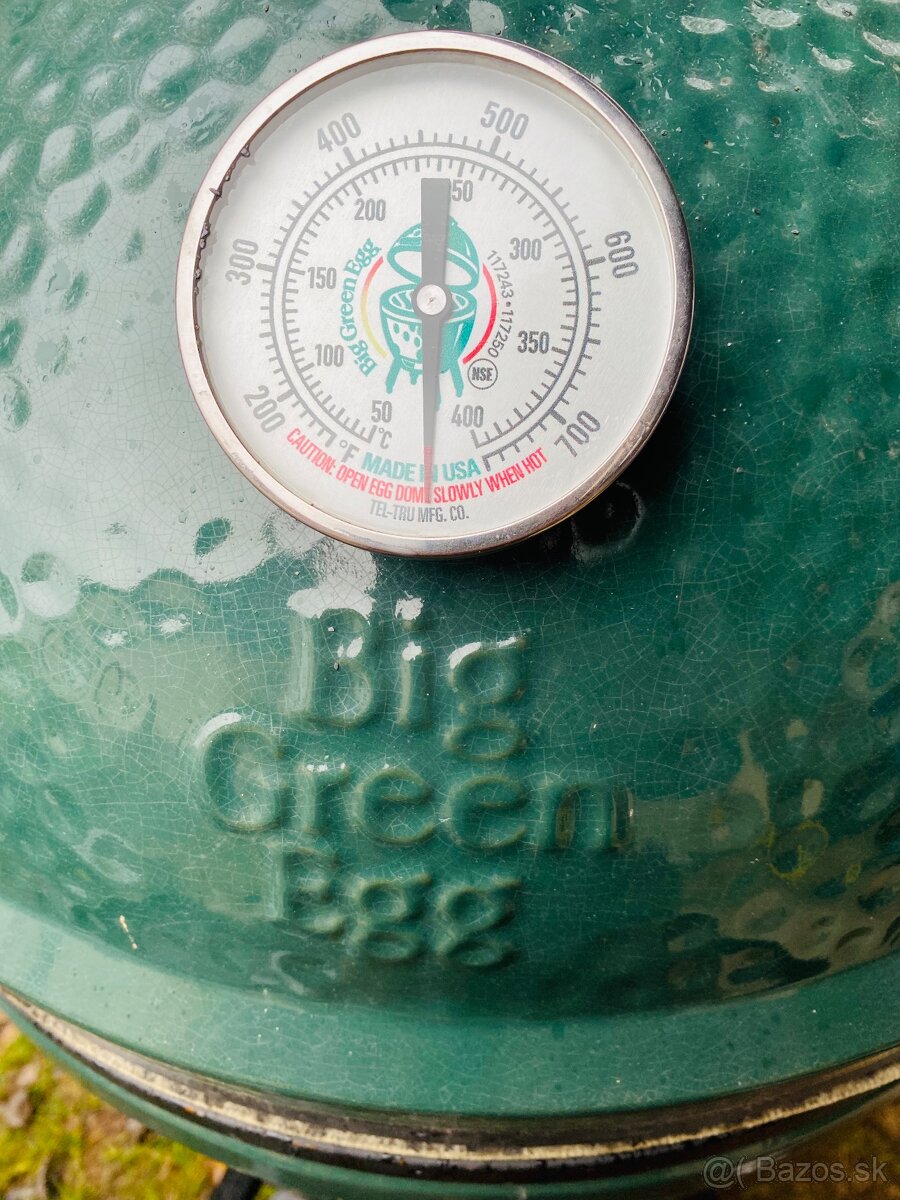 400
500
300
600
200
700
°F
200
50
150
300
100
350
50
400
°C
Big Green Egg
117243 • 117250
NSF
MADE IN USA
CAUTION: OPEN EGG DOME SLOWLY WHEN HOT
TEL-TRU MFG. CO.
Big
Green
Egg
@( Bazos.sk